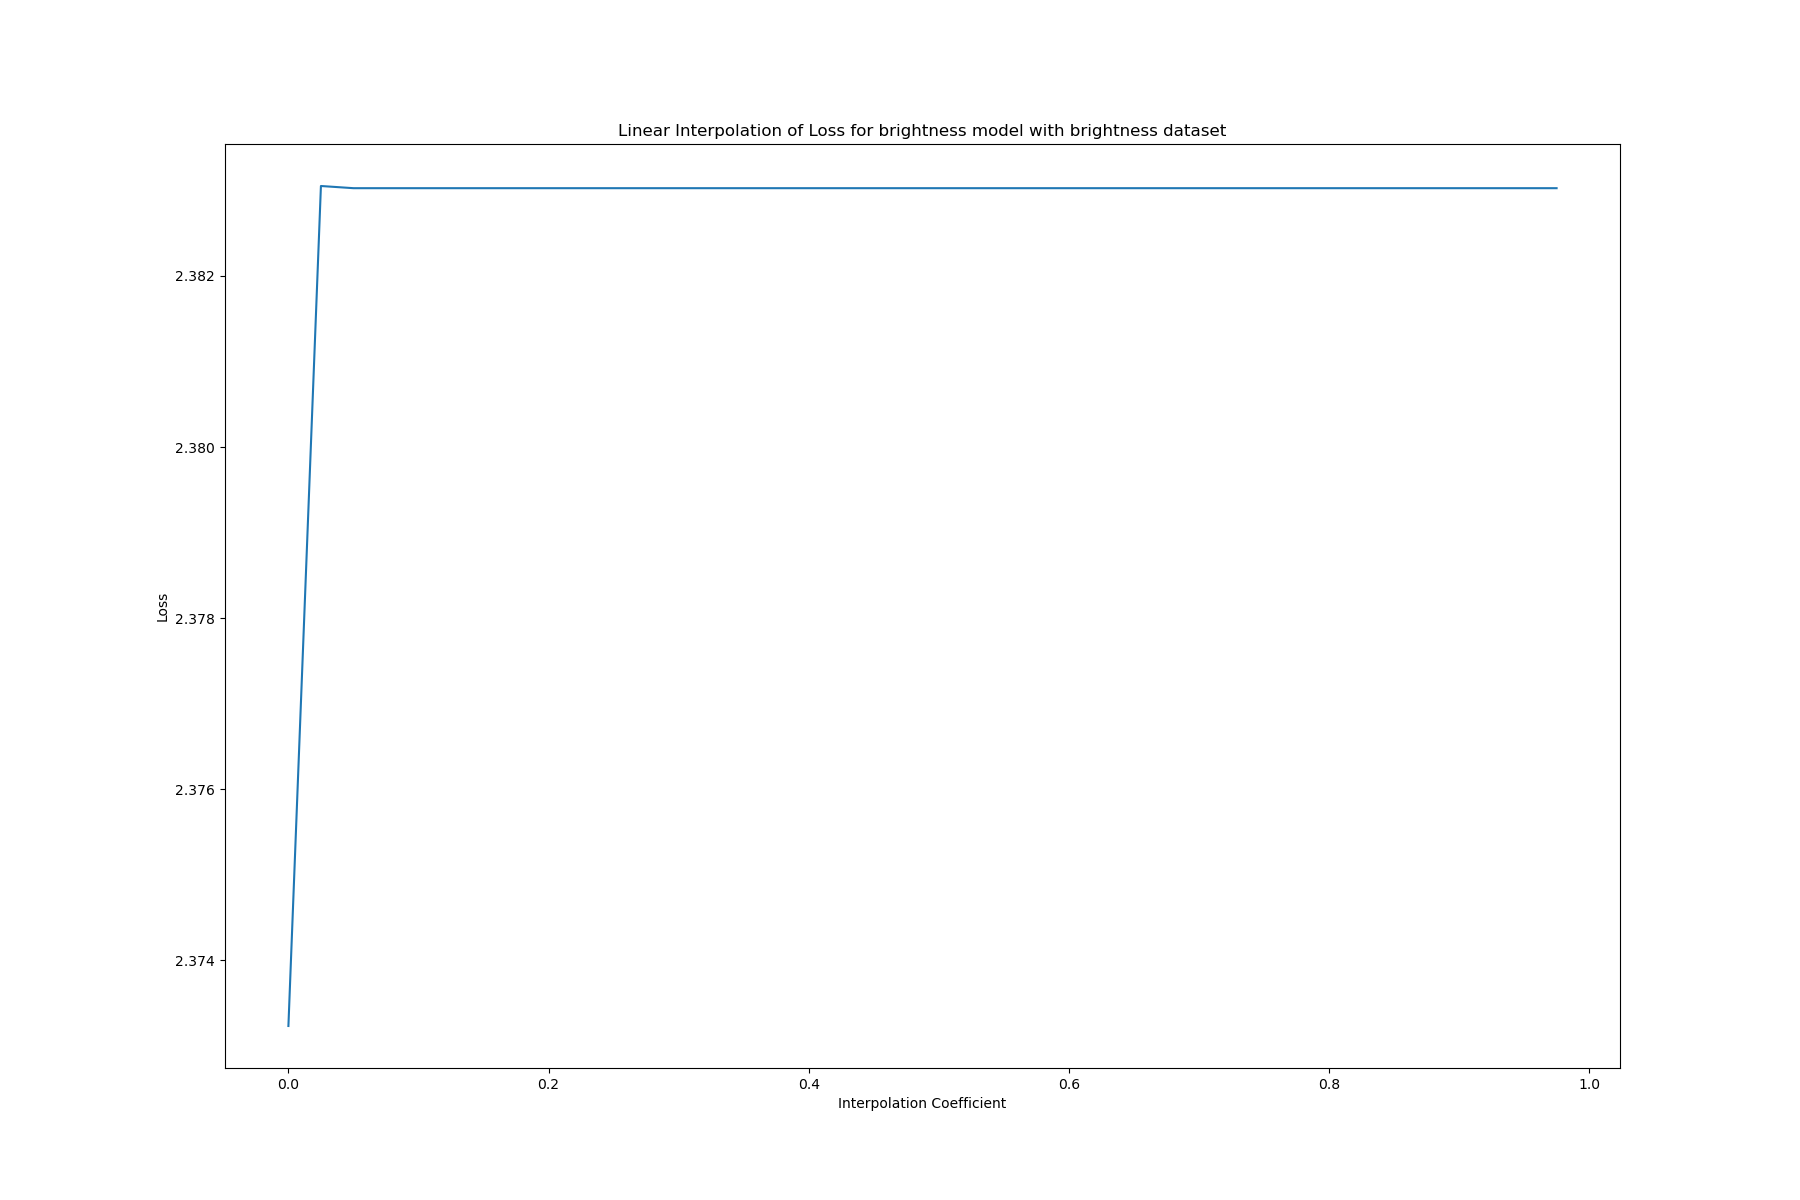 Linear Interpolation of Loss for brightness model with brightness dataset
2.382
2.380
2.378
2.376
2.374
Loss
0.0 0.2 0.4 0.6 0.8 1.0
Interpolation Coefficient